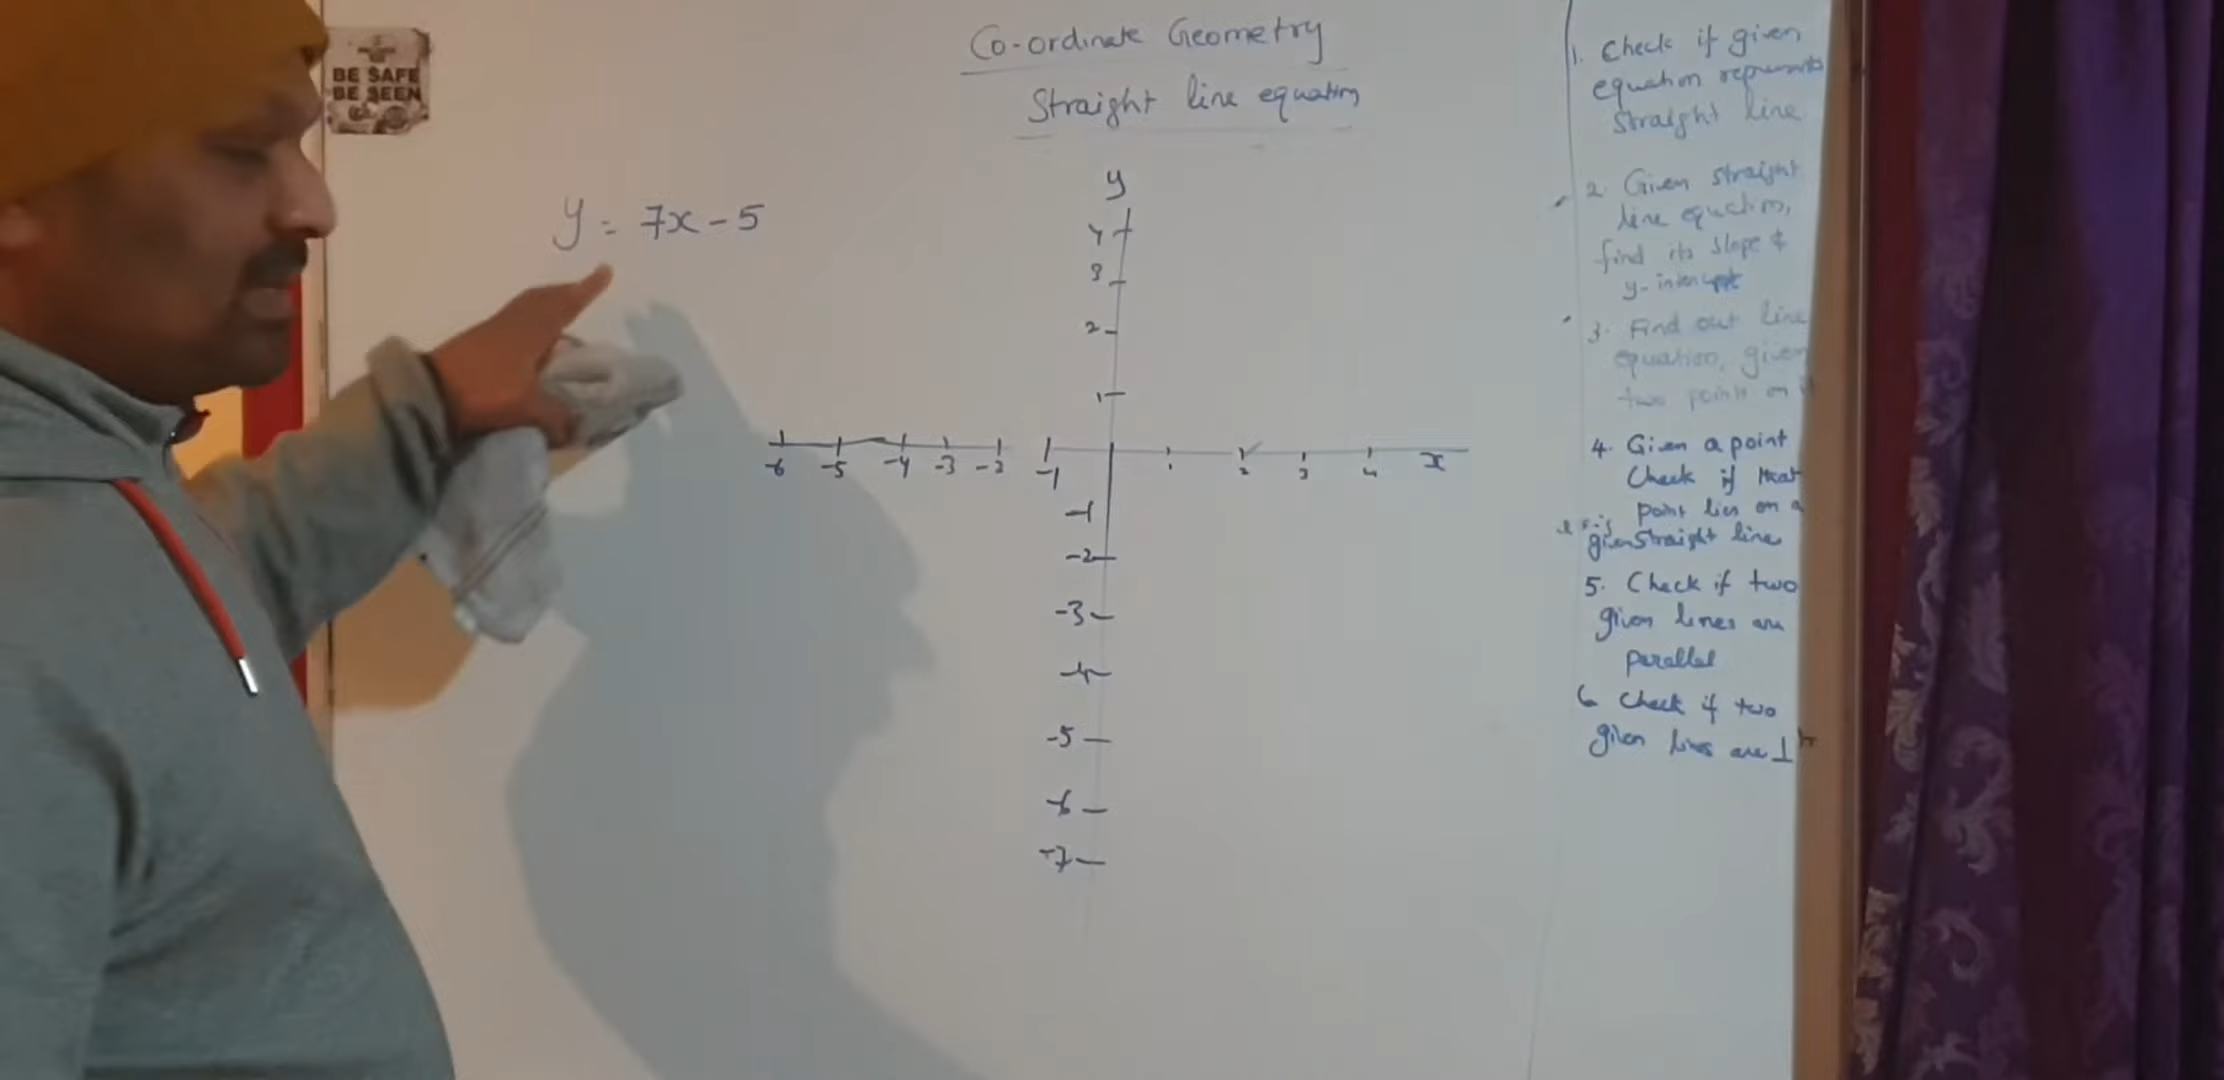 BE SAFE
BE SEEN
Co-ordinate Geometry
Straight line equation
y = 7x - 5
y
4
3
2
1
-6 -5 -4 -3 -2 -1 1 2 3 4 x
-1
-2
-3
-4
-5
-6
-7
1. Check if given
equation represents
straight line
2. Given straight
line equation,
find its slope &
y-intercept
3. Find out line
equation, given
two points on it
4. Given a point
Check if that
point lies on a
given straight line
5. Check if two
given lines are
parallel
6 Check if two
given lines are ⊥r